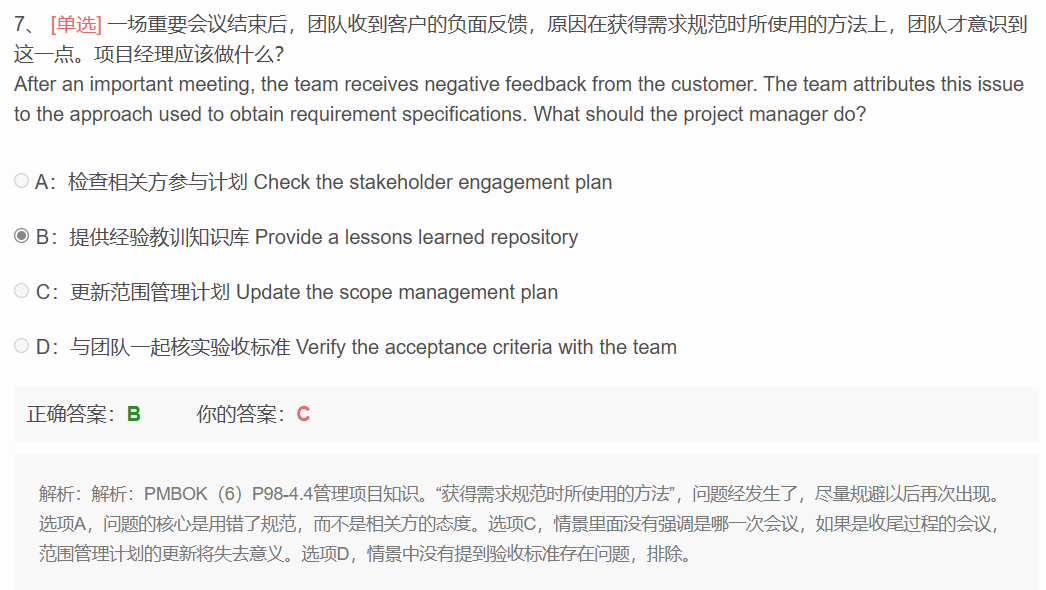 7、 [单选] 一场重要会议结束后，团队收到客户的负面反馈，原因在获得需求规范时所使用的方法上，团队才意识到
这一点。项目经理应该做什么？
After an important meeting, the team receives negative feedback from the customer. The team attributes this issue
to the approach used to obtain requirement specifications. What should the project manager do?
A：检查相关方参与计划 Check the stakeholder engagement plan
B：提供经验教训知识库 Provide a lessons learned repository
C：更新范围管理计划 Update the scope management plan
D：与团队一起核实验收标准 Verify the acceptance criteria with the team
正确答案：B 你的答案：C
解析：解析：PMBOK（6）P98-4.4管理项目知识。“获得需求规范时所使用的方法”，问题经发生了，尽量规避以后再次出现。
选项A，问题的核心是用错了规范，而不是相关方的态度。选项C，情景里面没有强调是哪一次会议，如果是收尾过程的会议，
范围管理计划的更新将失去意义。选项D，情景中没有提到验收标准存在问题，排除。